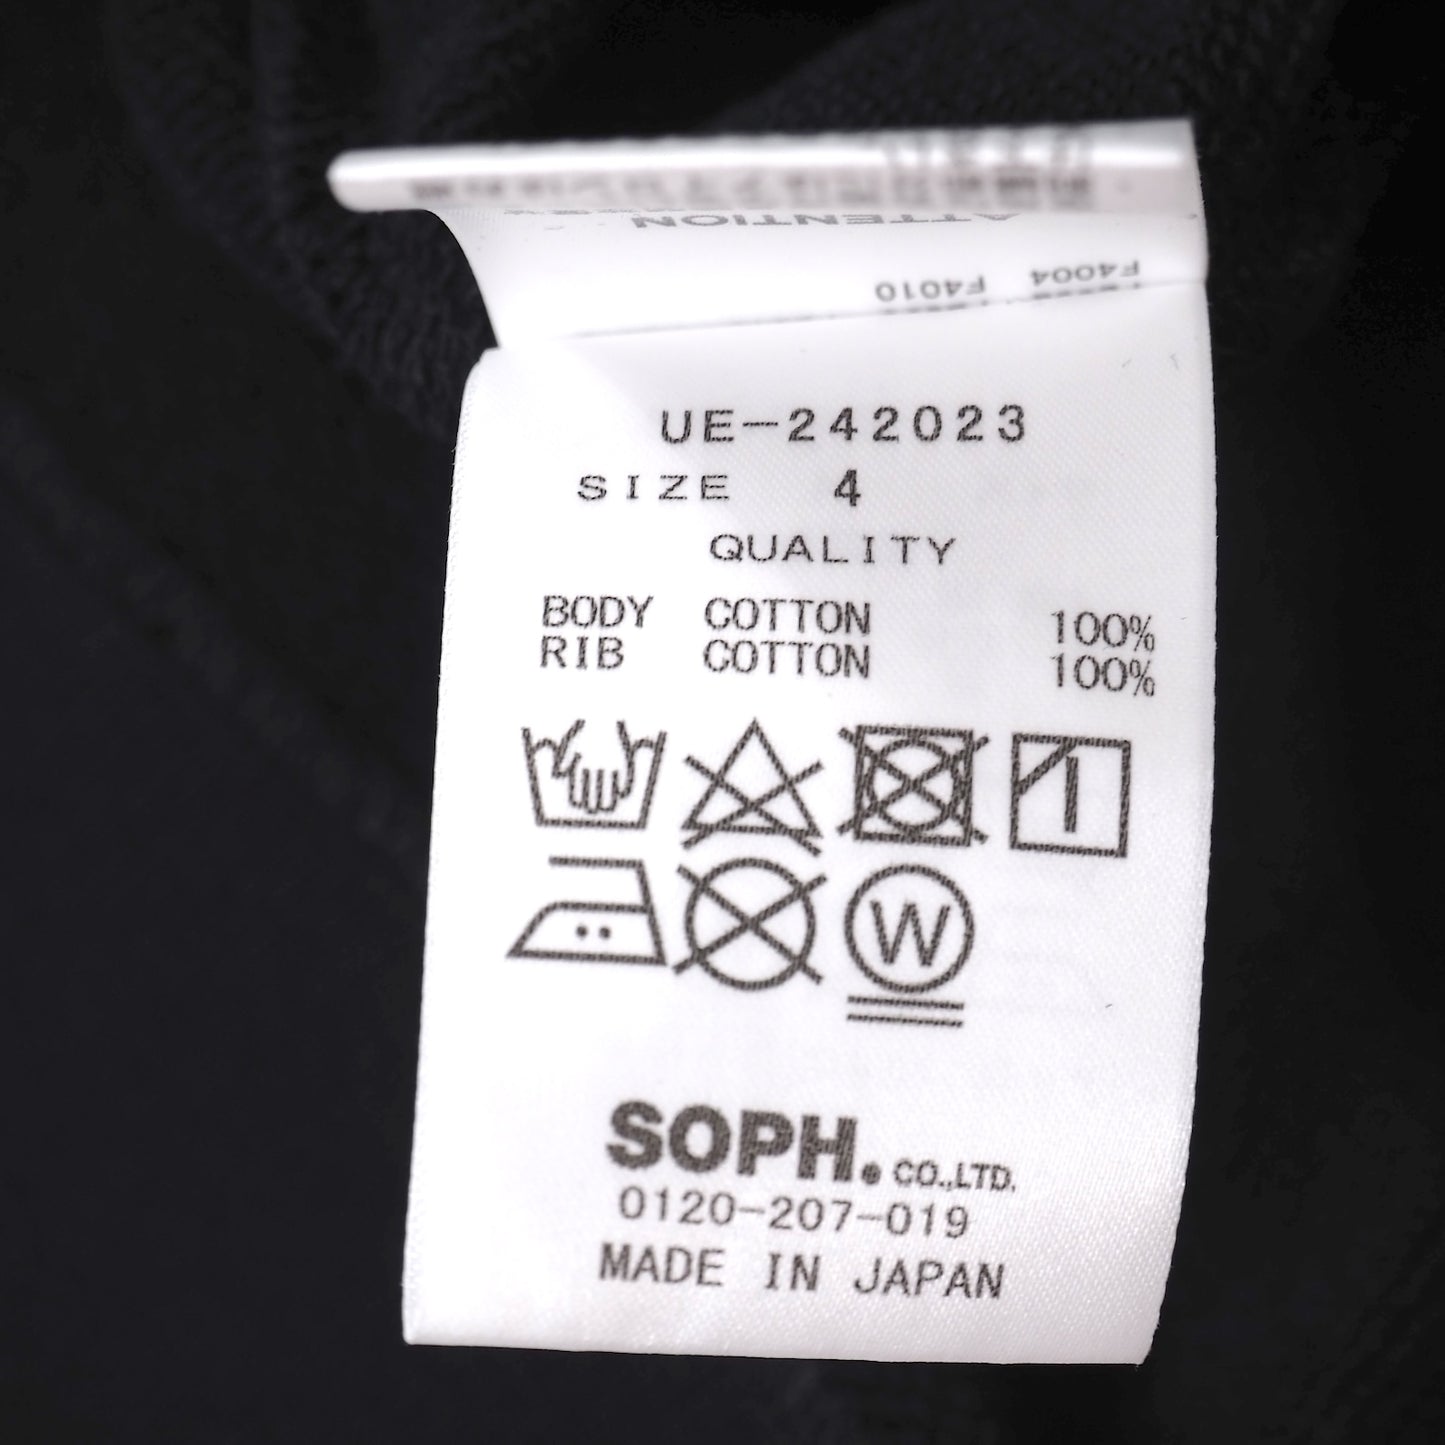 ATTENTION
F4004 F4010
UE-242023
SIZE 4
QUALITY
BODY COTTON 100%
RIB COTTON 100%
W
SOPH. CO.,LTD.
0120-207-019
MADE IN JAPAN